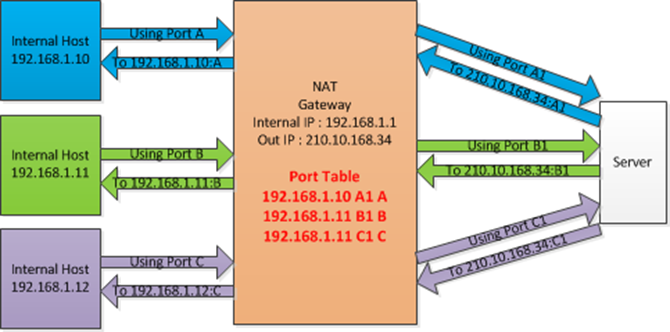 Internal Host
192.168.1.10
Using Port A
To 192.168.1.10:A
Internal Host
192.168.1.11
Using Port B
To 192.168.1.11:B
Internal Host
192.168.1.12
Using Port C
To 192.168.1.12:C
NAT
Gateway
Internal IP : 192.168.1.1
Out IP : 210.10.168.34
Port Table
192.168.1.10 A1 A
192.168.1.11 B1 B
192.168.1.11 C1 C
Using Port A1
To 210.10.168.34:A1
Using Port B1
To 210.10.168.34:B1
Using Port C1
To 210.10.168.34:C1
Server